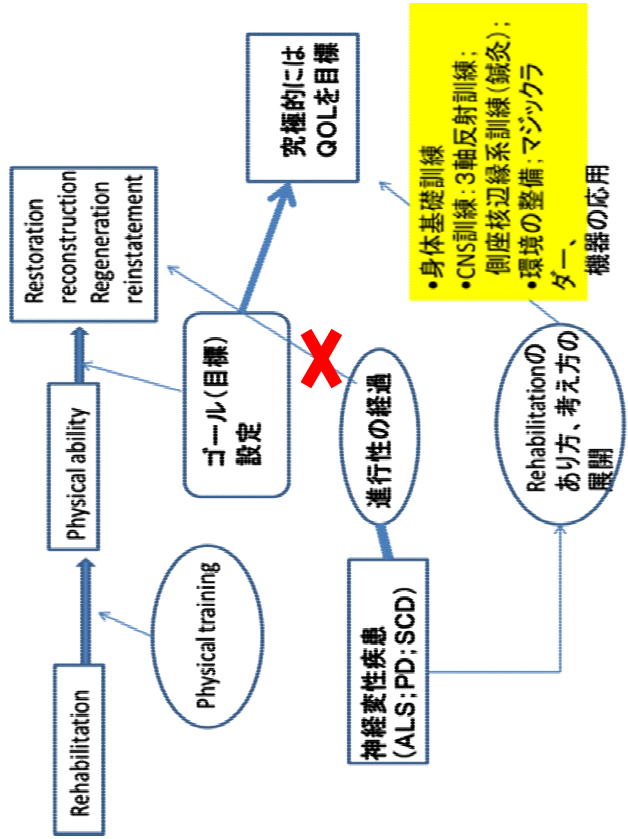 Rehabilitation
Physical ability
Restoration
reconstruction
Regeneration
reinstatement
Physical training
ゴール(目標)
設定
究極的には
QOLを目標
神経変性疾患
(ALS;PD;SCD)
進行性の経過
Rehabilitationの
あり方、考え方の
展開
•身体基礎訓練
•CNS訓練:3軸反射訓練;
側座核辺縁系訓練(鍼灸);
•環境の整備;マジックラ
ダー、
機器の応用